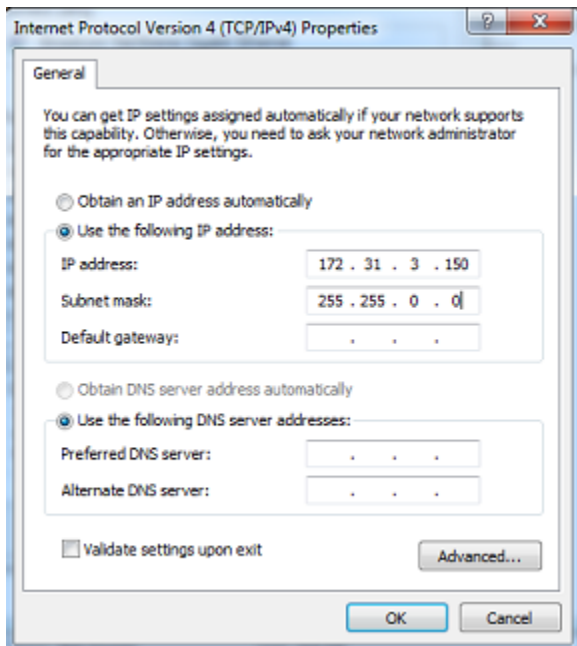 Internet Protocol Version 4 (TCP/IPv4) Properties
General
You can get IP settings assigned automatically if your network supports
this capability. Otherwise, you need to ask your network administrator
for the appropriate IP settings.
Obtain an IP address automatically
Use the following IP address:
IP address: 172 . 31 . 3 . 150
Subnet mask: 255 . 255 . 0 . 0
Default gateway: . . .
Obtain DNS server address automatically
Use the following DNS server addresses:
Preferred DNS server: . . .
Alternate DNS server: . . .
Validate settings upon exit
Advanced...
OK Cancel